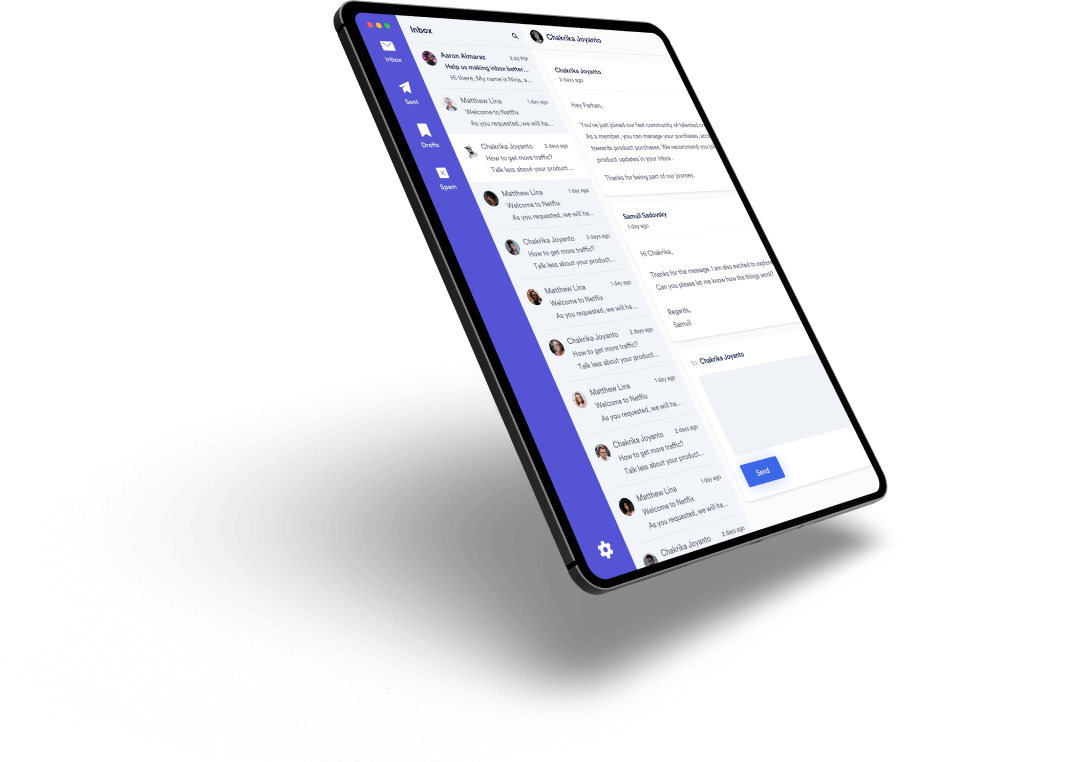 Inbox
Sent
Drafts
Spam
Inbox
Aaron Almaraz 3:43 PM
Help us making inbox better ...
Hi there, My name is Nina, a...
Matthew Lina 1 day ago
Welcome to Netflix
As you requested, we will ha...
Chakrika Joyanto 2 days ago
How to get more traffic?
Talk less about your product...
Matthew Lina 1 day ago
Welcome to Netflix
As you requested, we will ha...
Chakrika Joyanto 2 days ago
How to get more traffic?
Talk less about your product...
Matthew Lina 1 day ago
Welcome to Netflix
As you requested, we will ha...
Chakrika Joyanto 2 days ago
How to get more traffic?
Talk less about your product...
Matthew Lina 1 day ago
Welcome to Netflix
As you requested, we will ha...
Chakrika Joyanto 2 days ago
How to get more traffic?
Talk less about your product...
Matthew Lina 1 day ago
Welcome to Netflix
As you requested, we will ha...
Chakrika Joyanto 2 days ago
Chakrika Joyanto
Chakrika Joyanto
2 days ago
Hey Farhan,
You've just joined our fast community of talented
As a member, you can manage your purchases,
towards product purchases. We recommend you
product updates in your inbox.
Thanks for being part of our journey.
Samuil Sadovsky
1 day ago
Hi Chakrika,
Thanks for the message. I am also excited to
Can you please let me know how the things work?
Regards,
Samuil
to: Chakrika Joyanto
Send